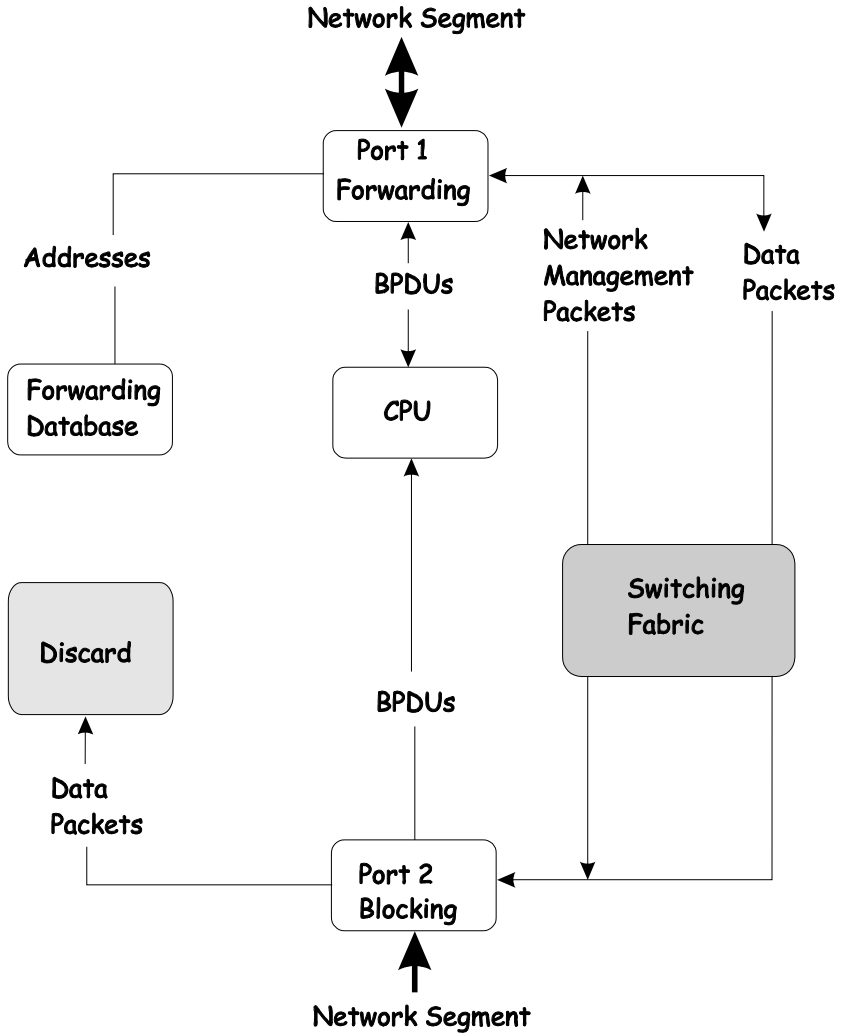 Network Segment
Port 1
Forwarding
Addresses
BPDUs
Network
Management
Packets
Data
Packets
Forwarding
Database
CPU
Switching
Fabric
Discard
BPDUs
Data
Packets
Port 2
Blocking
Network Segment